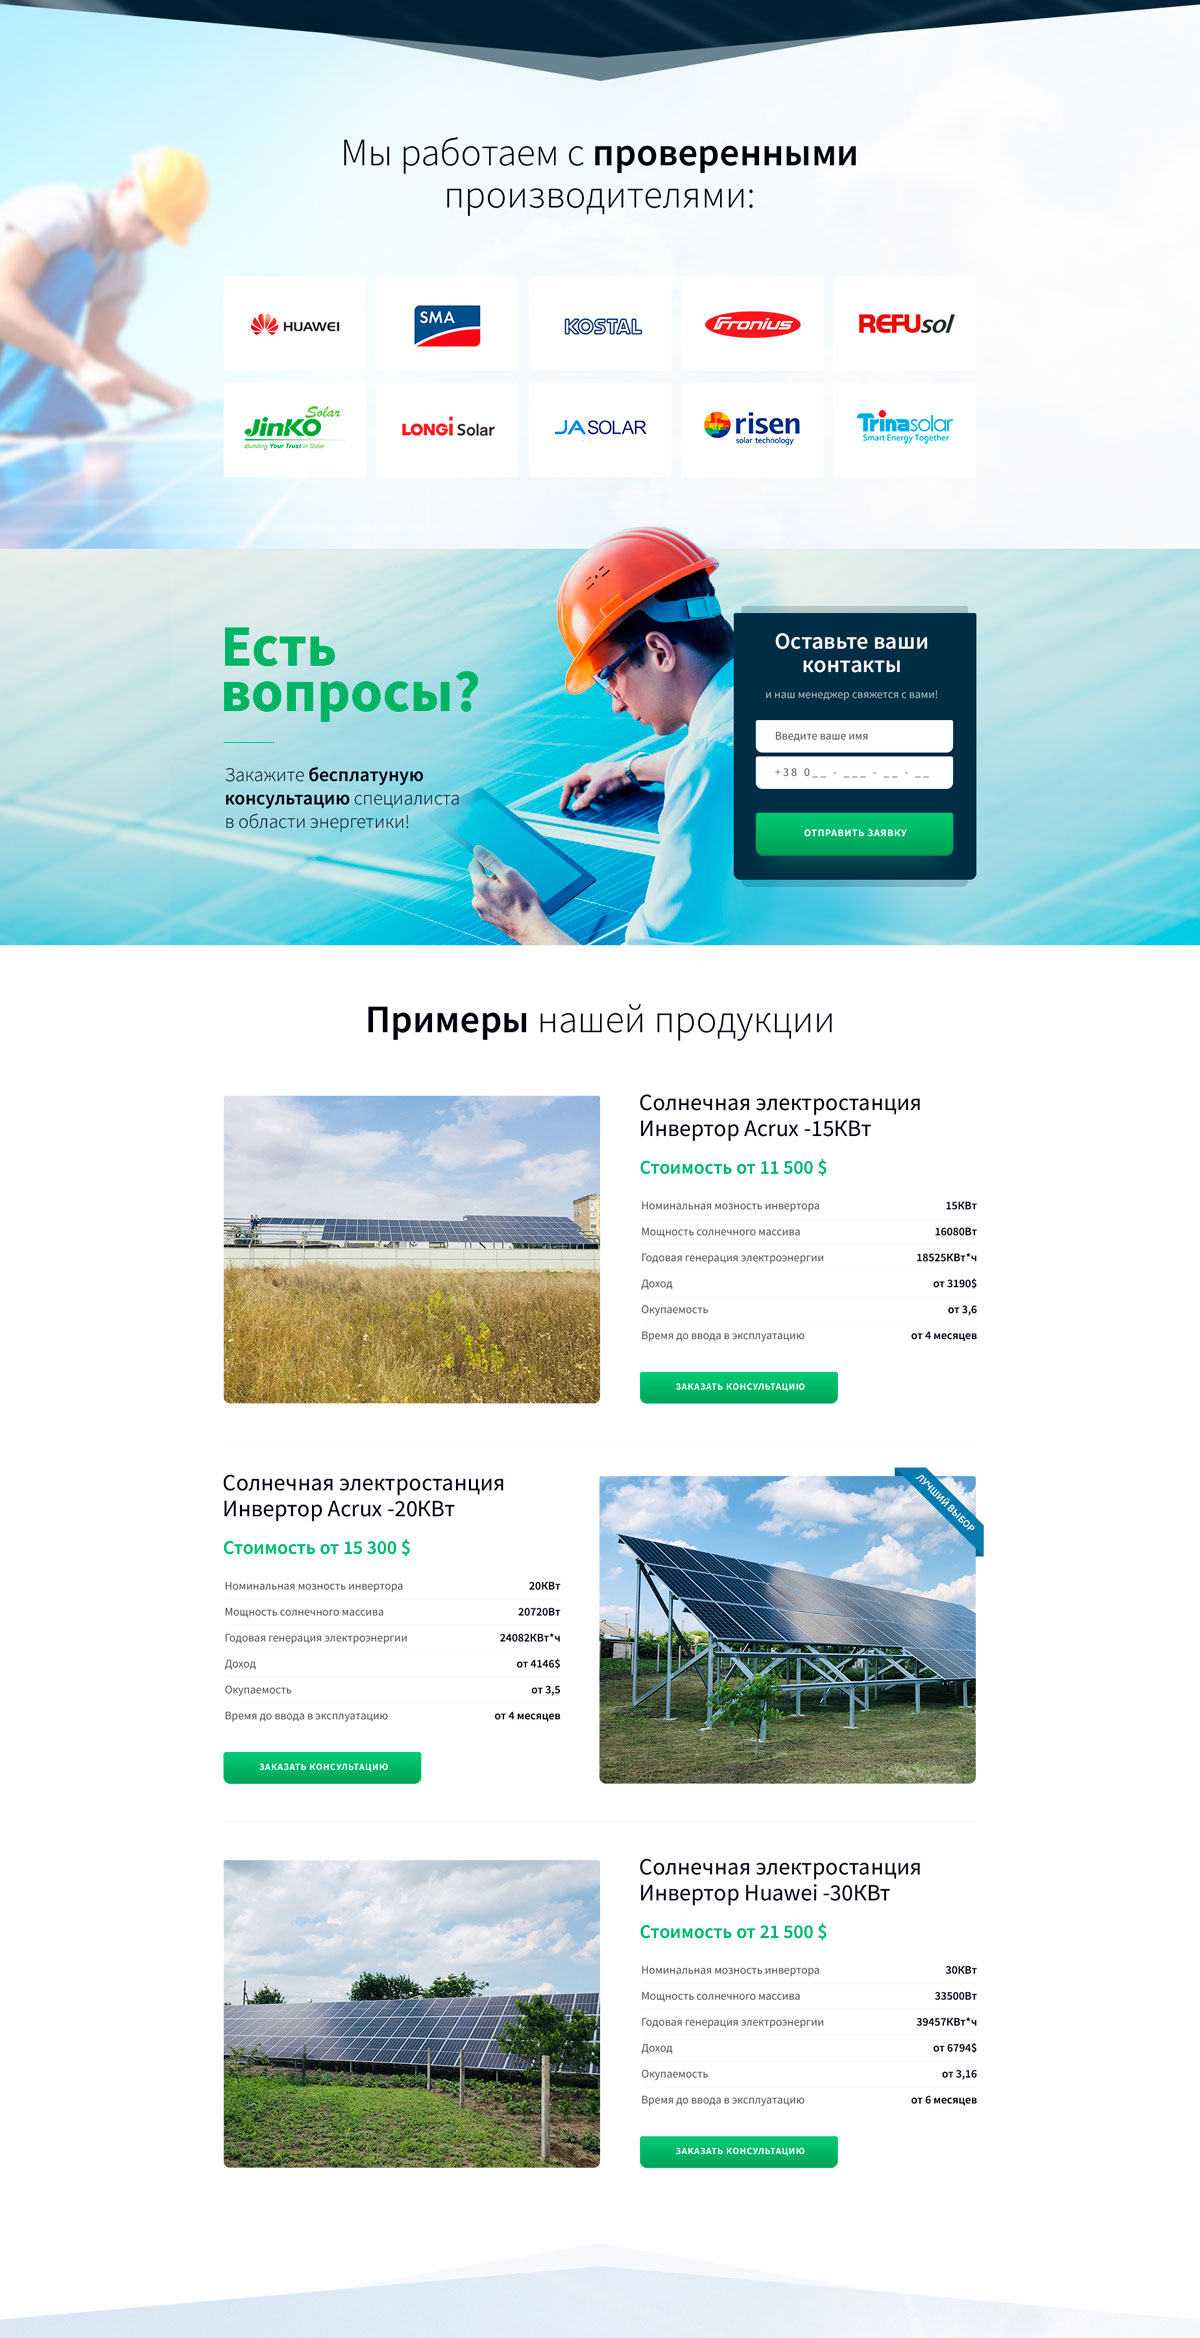 Мы работаем с проверенными
производителями:
HUAWEI
SMA
KOSTAL
Fronius
REFUsol
Solar
JinKO
Building Your Trust in Solar
LONGi Solar
JASOLAR
risen
solar technology
Trinasolar
Smart Energy Together
Есть
вопросы?
Закажите бесплатуную
консультацию специалиста
в области энергетики!
Оставьте ваши
контакты
и наш менеджер свяжется с вами!
Введите ваше имя
+38 0__ - ___ - __ - __
ОТПРАВИТЬ ЗАЯВКУ
Примеры нашей продукции
Солнечная электростанция
Инвертор Acrux -15КВт
Стоимость от 11 500 $
Номинальная мозность инвертора 15КВт
Мощность солнечного массива 16080Вт
Годовая генерация электроэнергии 18525КВт*ч
Доход от 3190$
Окупаемость от 3,6
Время до ввода в эксплуатацию от 4 месяцев
ЗАКАЗАТЬ КОНСУЛЬТАЦИЮ
Солнечная электростанция
Инвертор Acrux -20КВт
Стоимость от 15 300 $
Номинальная мозность инвертора 20КВт
Мощность солнечного массива 20720Вт
Годовая генерация электроэнергии 24082КВт*ч
Доход от 4146$
Окупаемость от 3,5
Время до ввода в эксплуатацию от 4 месяцев
ЗАКАЗАТЬ КОНСУЛЬТАЦИЮ
ЛУЧШИЙ ВЫБОР
Солнечная электростанция
Инвертор Huawei -30КВт
Стоимость от 21 500 $
Номинальная мозность инвертора 30КВт
Мощность солнечного массива 33500Вт
Годовая генерация электроэнергии 39457КВт*ч
Доход от 6794$
Окупаемость от 3,16
Время до ввода в эксплуатацию от 6 месяцев
ЗАКАЗАТЬ КОНСУЛЬТАЦИЮ